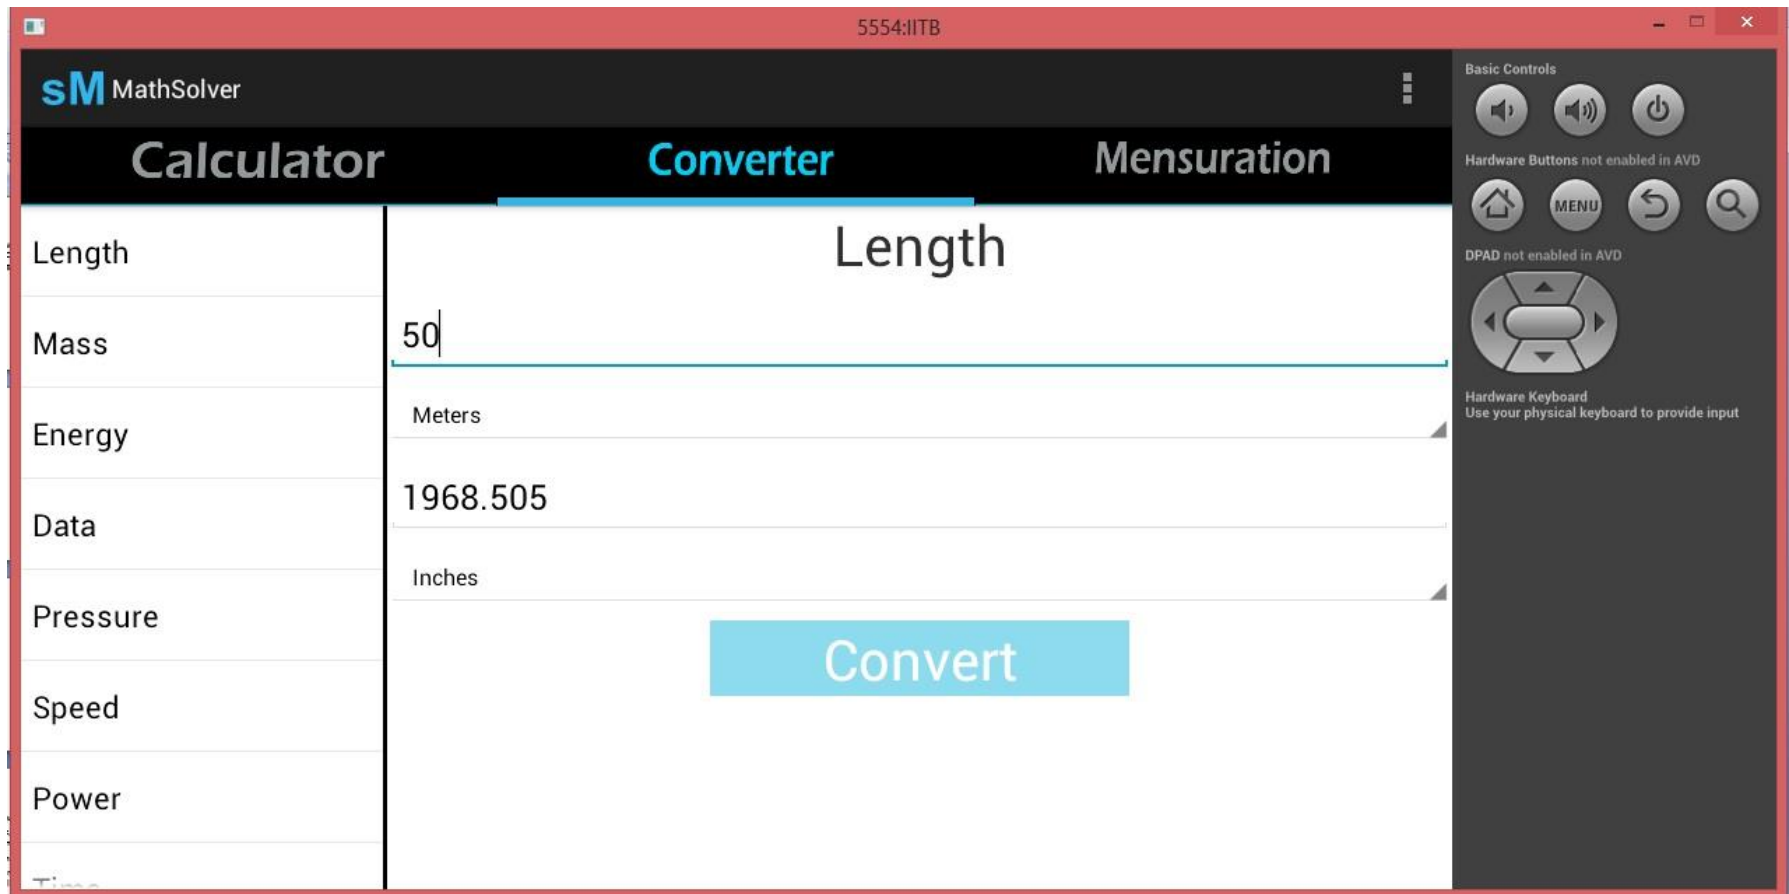 5554:IITB
sM MathSolver
Calculator Converter Mensuration
Length
Mass
Energy
Data
Pressure
Speed
Power
Time
Length
50
Meters
1968.505
Inches
Convert
Basic Controls
Hardware Buttons not enabled in AVD
MENU
DPAD not enabled in AVD
Hardware Keyboard
Use your physical keyboard to provide input